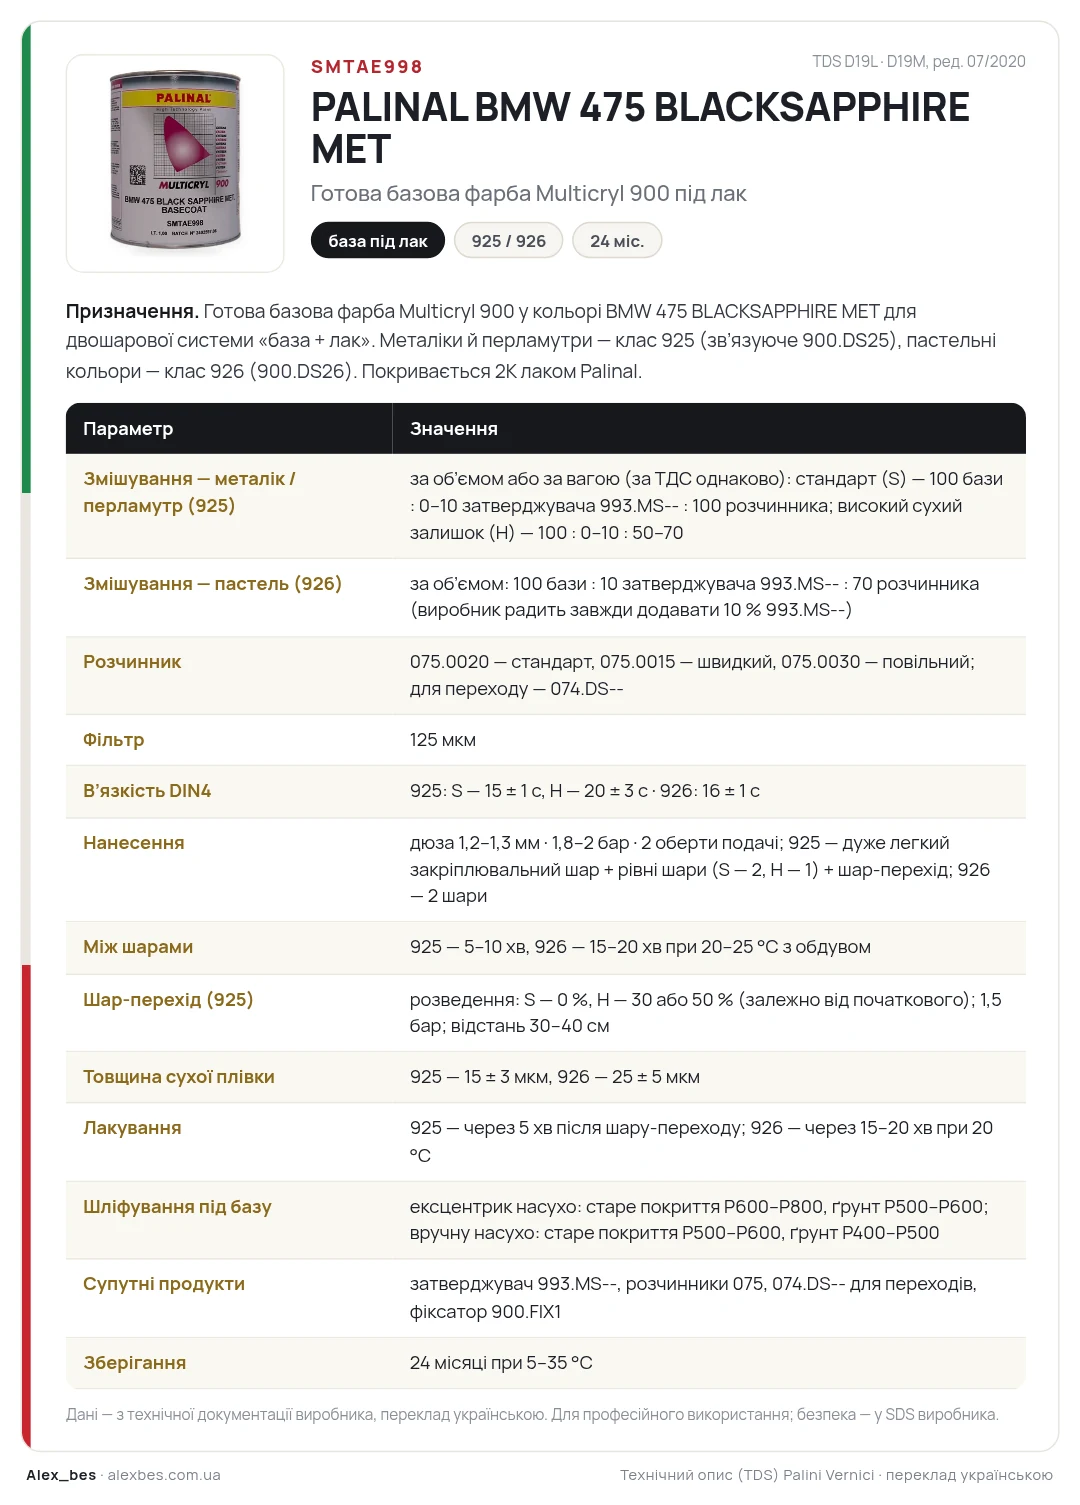 SMTAE998
TDS D19L · D19M, ред. 07/2020
PALINAL BMW 475 BLACKSAPPHIRE
MET
Готова базова фарба Multicryl 900 під лак
база під лак
925 / 926
24 міс.
PALINAL
High Technology Paint
MULTICRYL 900
BMW 475 BLACK SAPPHIRE MET.
BASECOAT
SMTAE998
Призначення. Готова базова фарба Multicryl 900 у кольорі BMW 475 BLACKSAPPHIRE MET для
двошарової системи «база + лак». Металіки й перламутри — клас 925 (зв’язуюче 900.DS25), пастельні
кольори — клас 926 (900.DS26). Покривається 2К лаком Palinal.
Параметр
Значення
Змішування — металік /
перламутр (925)
за об’ємом або за вагою (за ТДС однаково): стандарт (S) — 100 бази
: 0–10 затверджувача 993.MS-- : 100 розчинника; високий сухий
залишок (H) — 100 : 0–10 : 50–70
Змішування — пастель (926)
за об’ємом: 100 бази : 10 затверджувача 993.MS-- : 70 розчинника
(виробник радить завжди додавати 10 % 993.MS--)
Розчинник
075.0020 — стандарт, 075.0015 — швидкий, 075.0030 — повільний;
для переходу — 074.DS--
Фільтр
125 мкм
В’язкість DIN4
925: S — 15 ± 1 с, H — 20 ± 3 с · 926: 16 ± 1 с
Нанесення
дюза 1,2–1,3 мм · 1,8–2 бар · 2 оберти подачі; 925 — дуже легкий
закріплювальний шар + рівні шари (S — 2, H — 1) + шар-перехід; 926
— 2 шари
Між шарами
925 — 5–10 хв, 926 — 15–20 хв при 20–25 °C з обдувом
Шар-перехід (925)
розведення: S — 0 %, H — 30 або 50 % (залежно від початкового); 1,5
бар; відстань 30–40 см
Товщина сухої плівки
925 — 15 ± 3 мкм, 926 — 25 ± 5 мкм
Лакування
925 — через 5 хв після шару-переходу; 926 — через 15–20 хв при 20
°C
Шліфування під базу
ексцентрик насухо: старе покриття P600–P800, ґрунт P500–P600;
вручну насухо: старе покриття P500–P600, ґрунт P400–P500
Супутні продукти
затверджувач 993.MS--, розчинники 075, 074.DS-- для переходів,
фіксатор 900.FIX1
Зберігання
24 місяці при 5–35 °C
Дані — з технічної документації виробника, переклад українською. Для професійного використання; безпека — у SDS виробника.
Alex_bes · alexbes.com.ua
Технічний опис (TDS) Palini Vernici · переклад українською